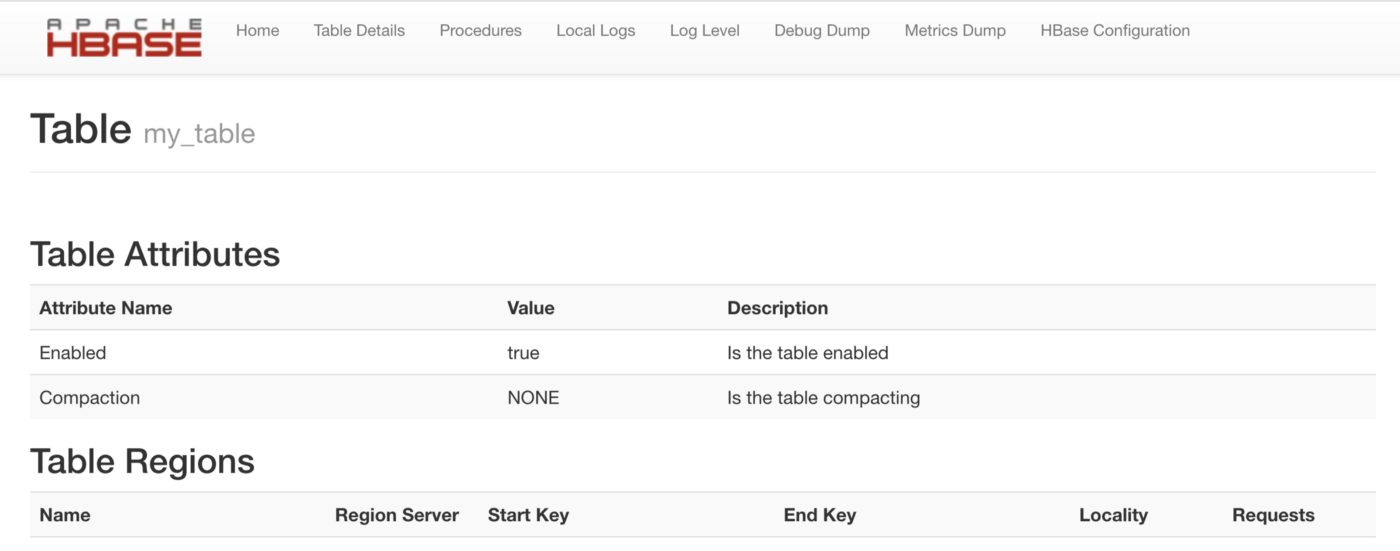 APACHE
HBASE
Home Table Details Procedures Local Logs Log Level Debug Dump Metrics Dump HBase Configuration
Table my_table
Table Attributes
Attribute Name Value Description
Enabled true Is the table enabled
Compaction NONE Is the table compacting
Table Regions
Name Region Server Start Key End Key Locality Requests